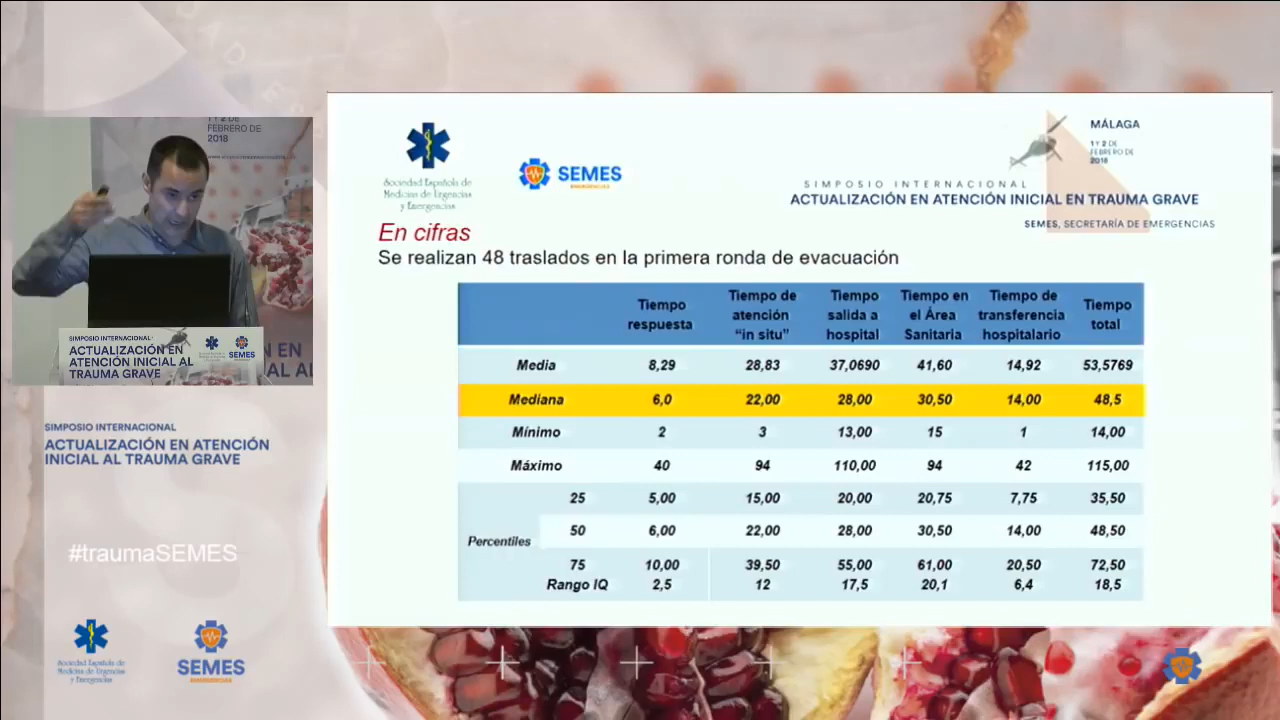 1 Y 2 DE
FEBRERO DE
2018
SIMPOSIO INTERNACIONAL
ACTUALIZACIÓN EN
ATENCIÓN INICIAL AL
TRAUMA GRAVE
SEMES
SIMPOSIO INTERNACIONAL
ACTUALIZACIÓN EN ATENCIÓN
INICIAL AL TRAUMA GRAVE
#traumaSEMES
Sociedad Española de
Medicina de Urgencias
y Emergencias
SEMES
EMERGENCIAS
Sociedad Española de
Medicina de Urgencias
y Emergencias
SEMES
EMERGENCIAS
MÁLAGA
1 Y 2 DE
FEBRERO DE
2018
SIMPOSIO INTERNACIONAL
ACTUALIZACIÓN EN ATENCIÓN INICIAL EN TRAUMA GRAVE
SEMES, SECRETARÍA DE EMERGENCIAS
En cifras
Se realizan 48 traslados en la primera ronda de evacuación
Tiempo respuesta Tiempo de atención "in situ" Tiempo salida a hospital Tiempo en el Área Sanitaria Tiempo de transferencia hospitalario Tiempo total
Media 8,29 28,83 37,0690 41,60 14,92 53,5769
Mediana 6,0 22,00 28,00 30,50 14,00 48,5
Mínimo 2 3 13,00 15 1 14,00
Máximo 40 94 110,00 94 42 115,00
Percentiles
25 5,00 15,00 20,00 20,75 7,75 35,50
50 6,00 22,00 28,00 30,50 14,00 48,50
75 10,00 39,50 55,00 61,00 20,50 72,50
Rango IQ 2,5 12 17,5 20,1 6,4 18,5